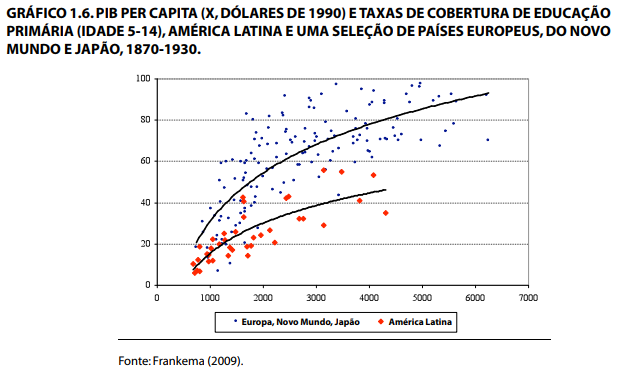 GRÁFICO 1.6. PIB PER CAPITA (X, DÓLARES DE 1990) E TAXAS DE COBERTURA DE EDUCAÇÃO
PRIMÁRIA (IDADE 5-14), AMÉRICA LATINA E UMA SELEÇÃO DE PAÍSES EUROPEUS, DO NOVO
MUNDO E JAPÃO, 1870-1930.
100
80
60
40
20
0
0 1000 2000 3000 4000 5000 6000 7000
Europa, Novo Mundo, Japão América Latina
Fonte: Frankema (2009).